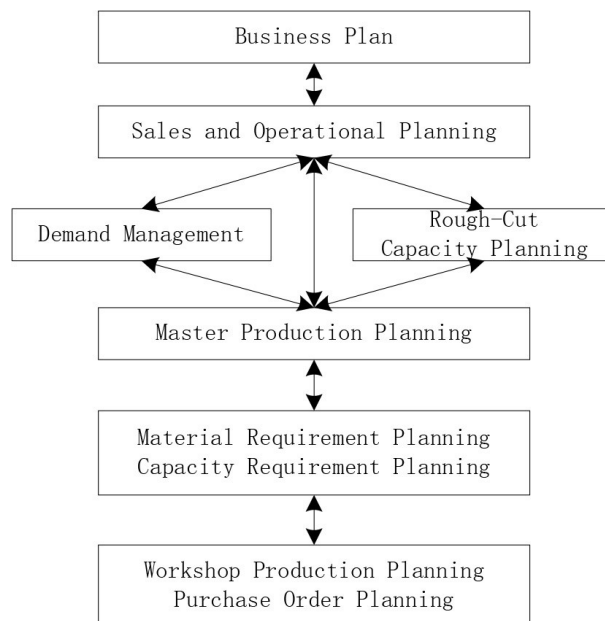 Business Plan
Sales and Operational Planning
Demand Management
Rough-Cut
Capacity Planning
Master Production Planning
Material Requirement Planning
Capacity Requirement Planning
Workshop Production Planning
Purchase Order Planning